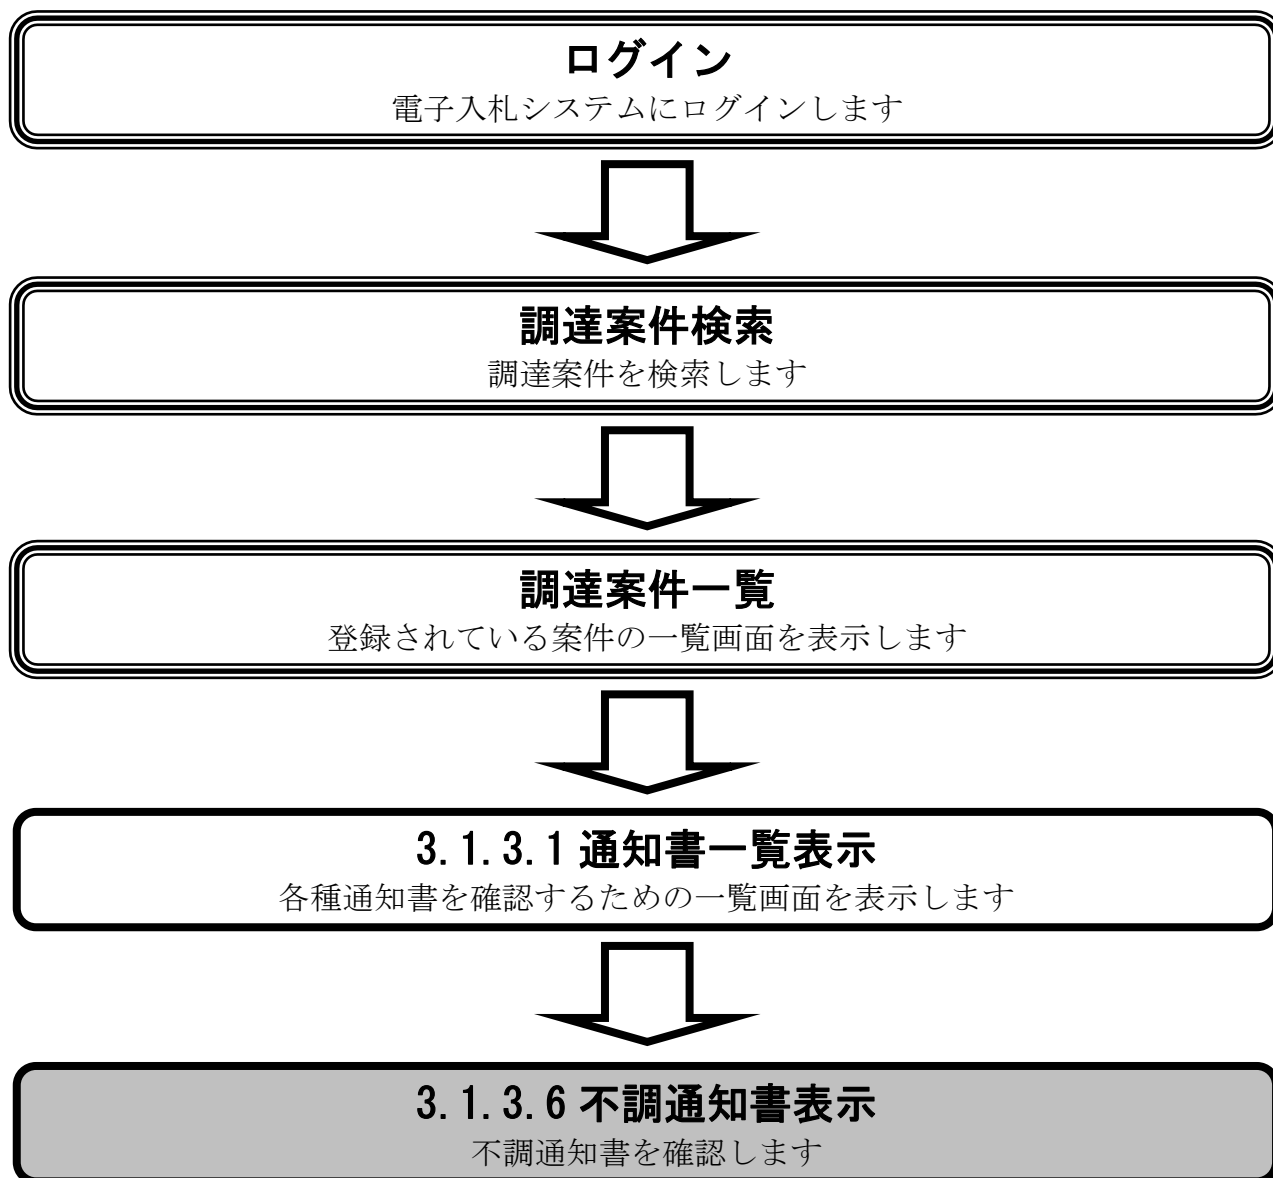 ログイン
電子入札システムにログインします
調達案件検索
調達案件を検索します
調達案件一覧
登録されている案件の一覧画面を表示します
3.1.3.1 通知書一覧表示
各種通知書を確認するための一覧画面を表示します
3.1.3.6 不調通知書表示
不調通知書を確認します